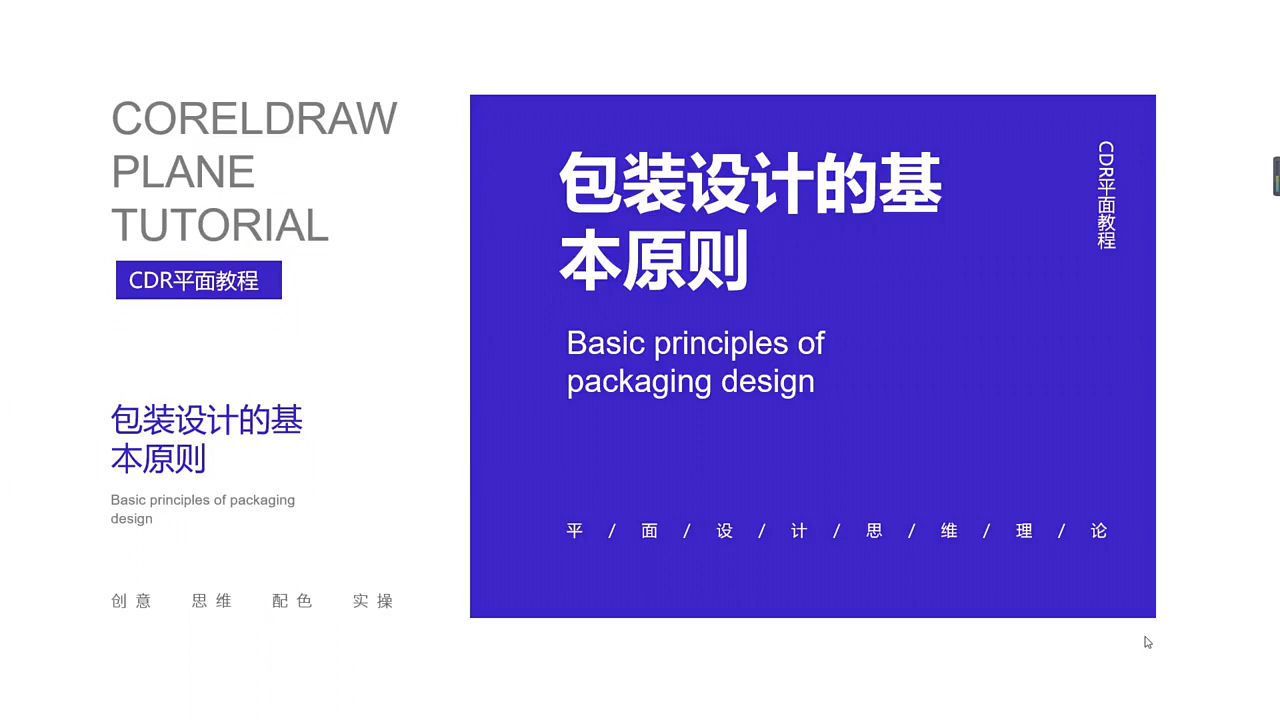 CORELDRAW
PLANE
TUTORIAL
CDR平面教程
包装设计的基
本原则
Basic principles of packaging
design
创意 思维 配色 实操
包装设计的基
本原则
Basic principles of
packaging design
平 / 面 / 设 / 计 / 思 / 维 / 理 / 论
CDR平面教程